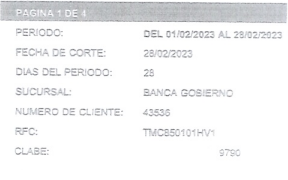 PAGINA 1 DE 4
PERIODO: DEL 01/02/2023 AL 28/02/2023
FECHA DE CORTE: 28/02/2023
DIAS DEL PERIODO: 28
SUCURSAL: BANCA GOBIERNO
NUMERO DE CLIENTE: 43536
RFC: TMC850101HV1
CLABE: 9790